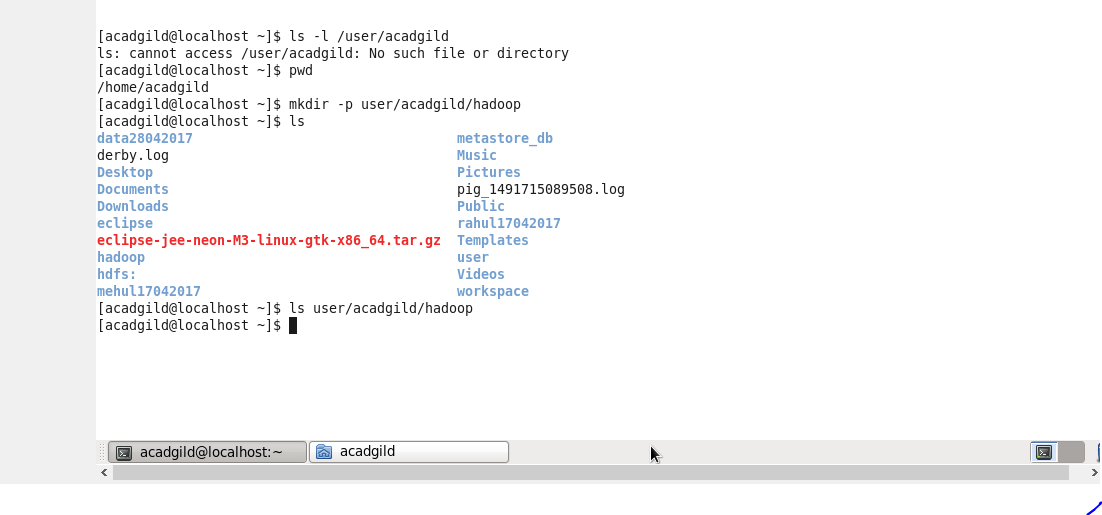 [acadgild@localhost ~]$ ls -l /user/acadgild
ls: cannot access /user/acadgild: No such file or directory
[acadgild@localhost ~]$ pwd
/home/acadgild
[acadgild@localhost ~]$ mkdir -p user/acadgild/hadoop
[acadgild@localhost ~]$ ls
data28042017 metastore_db
derby.log Music
Desktop Pictures
Documents pig_1491715089508.log
Downloads Public
eclipse rahul17042017
eclipse-jee-neon-M3-linux-gtk-x86_64.tar.gz Templates
hadoop user
hdfs: Videos
mehul17042017 workspace
[acadgild@localhost ~]$ ls user/acadgild/hadoop
[acadgild@localhost ~]$
acadgild@localhost:~ acadgild